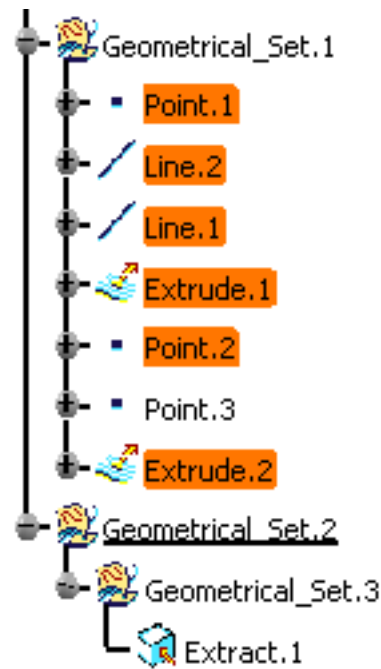 Geometrical_Set.1
Point.1
Line.2
Line.1
Extrude.1
Point.2
Point.3
Extrude.2
Geometrical_Set.2
Geometrical_Set.3
Extract.1